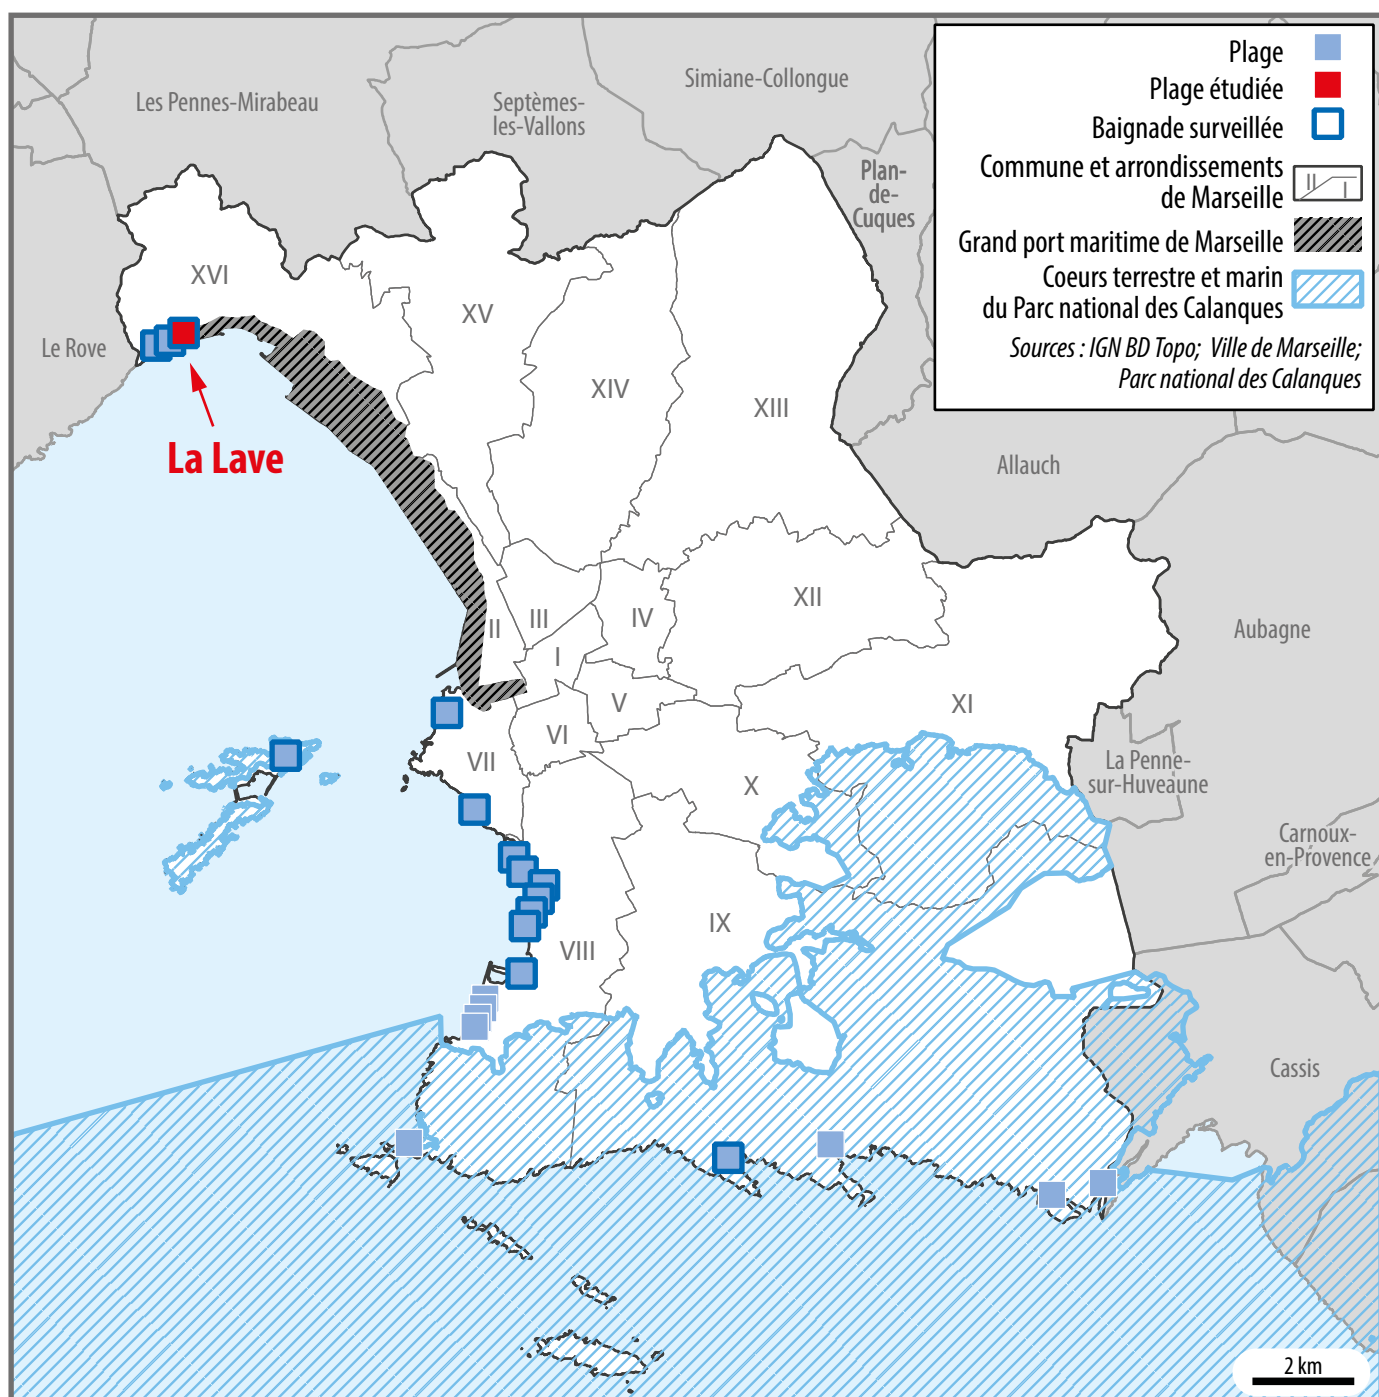 Plage
Plage étudiée
Baignade surveillée
Commune et arrondissements
de Marseille
II
I
Grand port maritime de Marseille
Coeurs terrestre et marin
du Parc national des Calanques
Sources : IGN BD Topo; Ville de Marseille;
Parc national des Calanques
Simiane-Collongue
Les Pennes-Mirabeau
Septèmes-
les-Vallons
Plan-
de-
Cuques
XVI
XV
Le Rove
XIV
XIII
La Lave
Allauch
XII
III
IV
II
Aubagne
I
V
XI
VI
VII
X
La Penne-
sur-Huveaune
Carnoux-
en-Provence
IX
VIII
Cassis
2 km